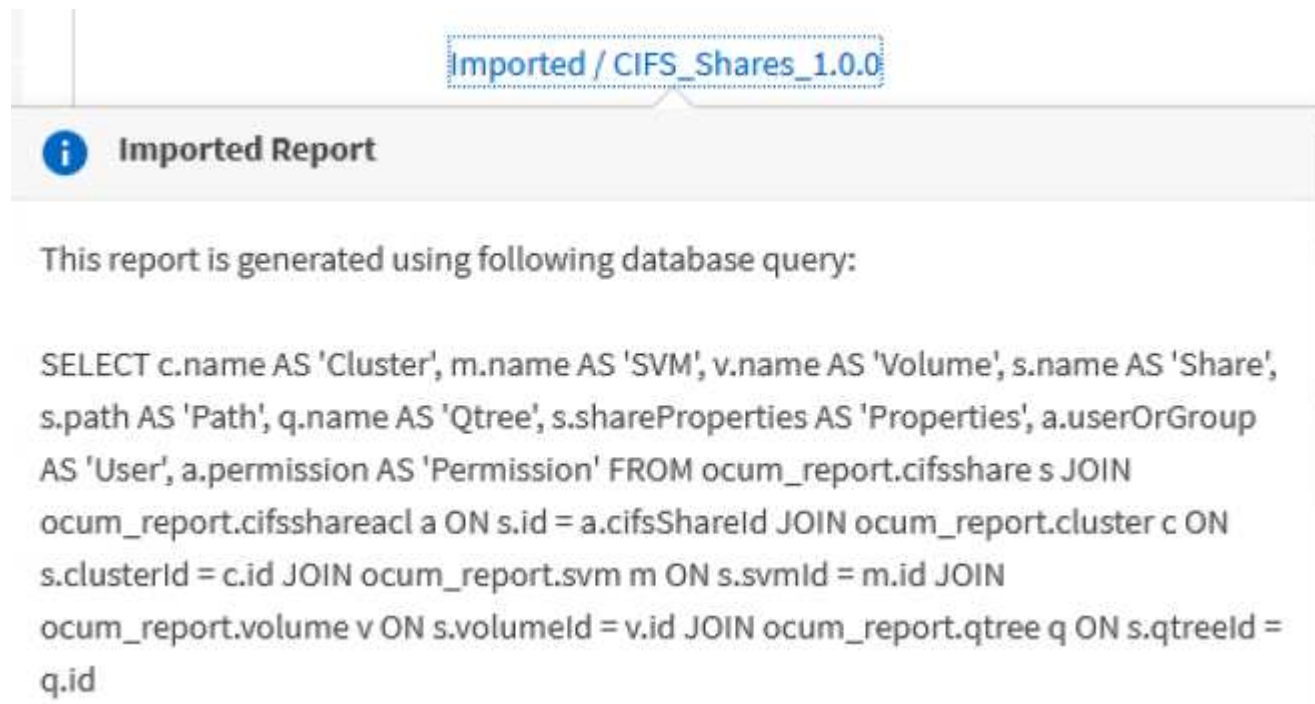 Imported / CIFS_Shares_1.0.0
i Imported Report
This report is generated using following database query:
SELECT c.name AS 'Cluster', m.name AS 'SVM', v.name AS 'Volume', s.name AS 'Share',
s.path AS 'Path', q.name AS 'Qtree', s.shareProperties AS 'Properties', a.userOrGroup
AS 'User', a.permission AS 'Permission' FROM ocum_report.cifsshare s JOIN
ocum_report.cifsshareacl a ON s.id = a.cifsShareId JOIN ocum_report.cluster c ON
s.clusterId = c.id JOIN ocum_report.svm m ON s.svmId = m.id JOIN
ocum_report.volume v ON s.volumeId = v.id JOIN ocum_report.qtree q ON s.qtreeId =
q.id